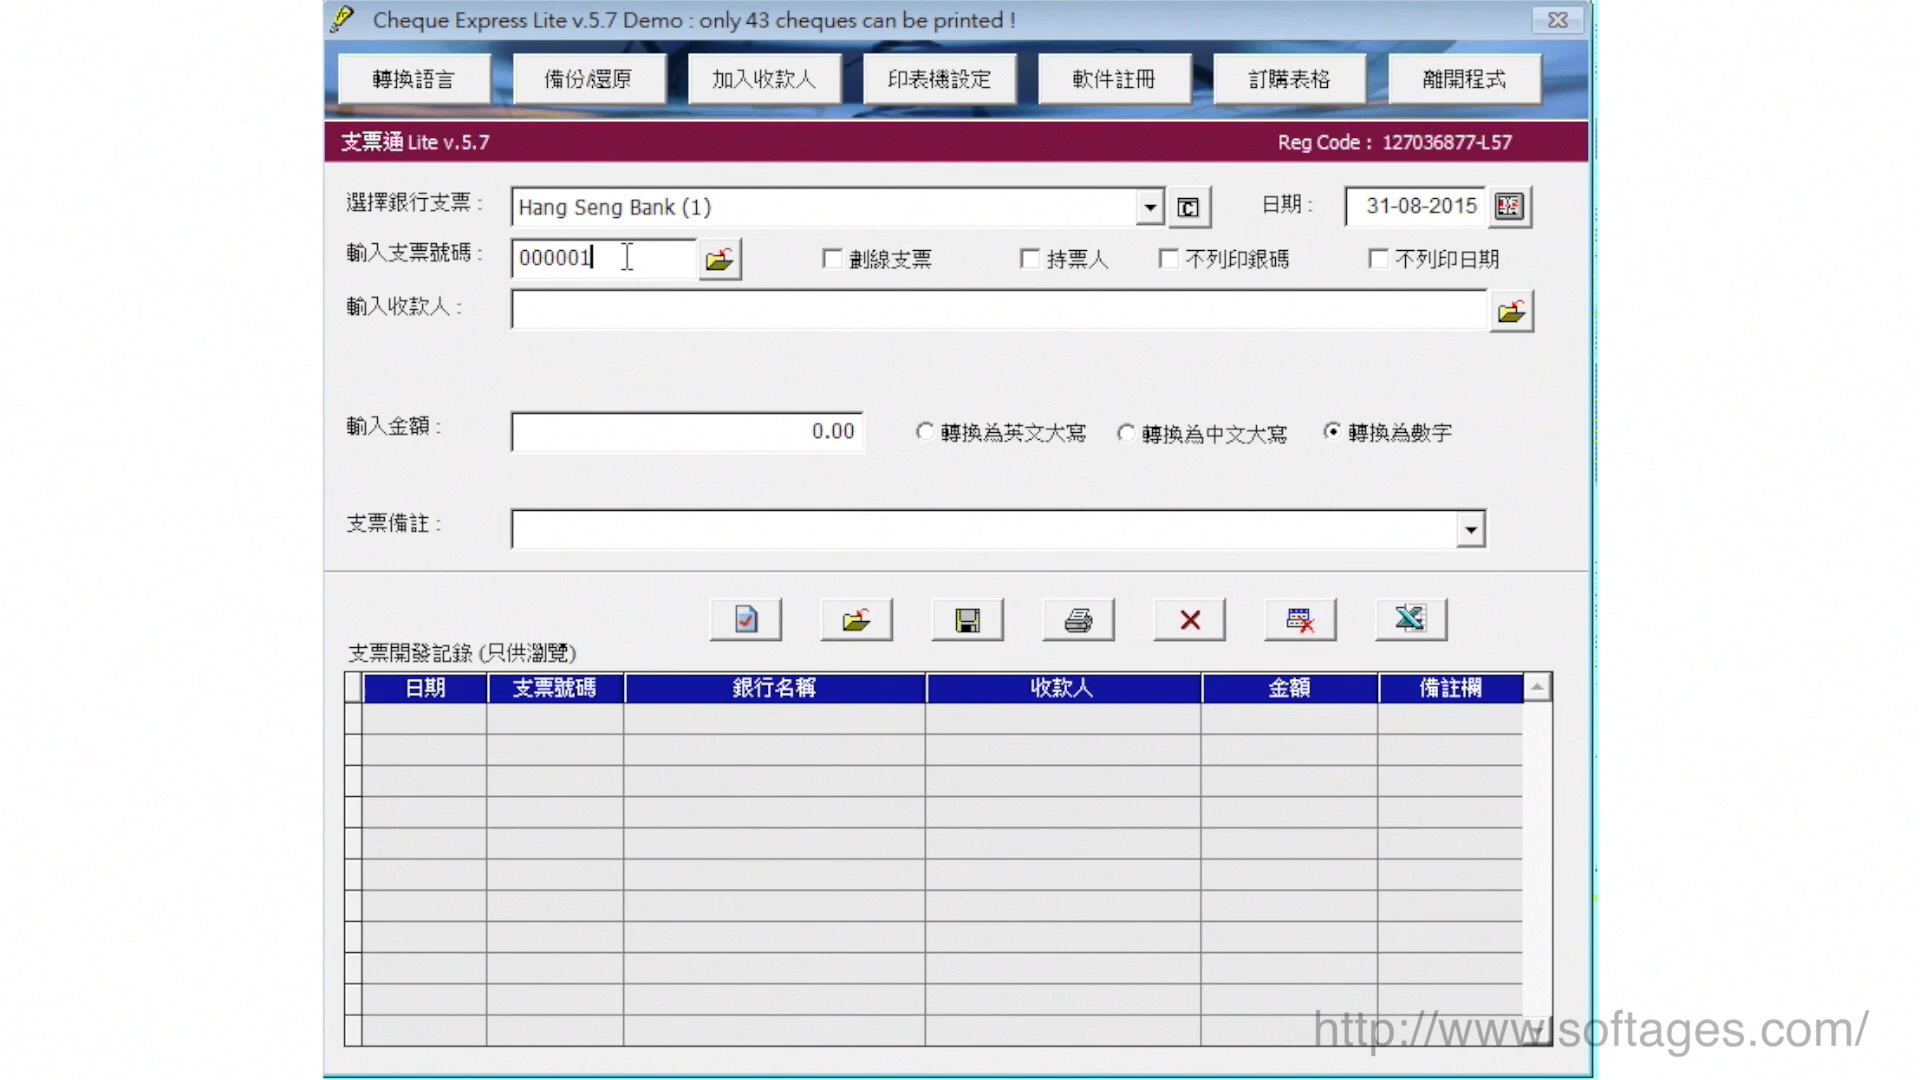 Cheque Express Lite v.5.7 Demo : only 43 cheques can be printed !
轉換語言 備份/還原 加入收款人 印表機設定 軟件註冊 訂購表格 離開程式
支票通 Lite v.5.7 Reg Code : 127036877-L57
選擇銀行支票 : Hang Seng Bank (1) 日期 : 31-08-2015
輸入支票號碼 : 000001 劃線支票 持票人 不列印銀碼 不列印日期
輸入收款人 :
輸入金額 : 0.00 轉換為英文大寫 轉換為中文大寫 轉換為數字
支票備註 :
支票開發記錄 (只供瀏覽)
日期 支票號碼 銀行名稱 收款人 金額 備註欄
http://www.softages.com/